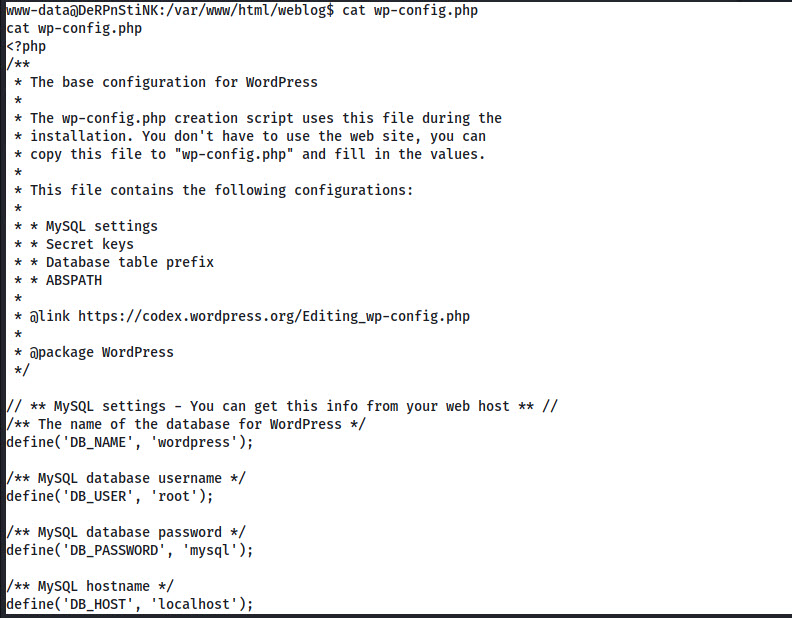 www-data@DeRPnStiNK:/var/www/html/weblog$ cat wp-config.php
cat wp-config.php
<?php
/**
 * The base configuration for WordPress
 *
 * The wp-config.php creation script uses this file during the
 * installation. You don't have to use the web site, you can
 * copy this file to "wp-config.php" and fill in the values.
 *
 * This file contains the following configurations:
 *
 * * MySQL settings
 * * Secret keys
 * * Database table prefix
 * * ABSPATH
 *
 * @link https://codex.wordpress.org/Editing_wp-config.php
 *
 * @package WordPress
 */

// ** MySQL settings - You can get this info from your web host ** //
/** The name of the database for WordPress */
define('DB_NAME', 'wordpress');

/** MySQL database username */
define('DB_USER', 'root');

/** MySQL database password */
define('DB_PASSWORD', 'mysql');

/** MySQL hostname */
define('DB_HOST', 'localhost');